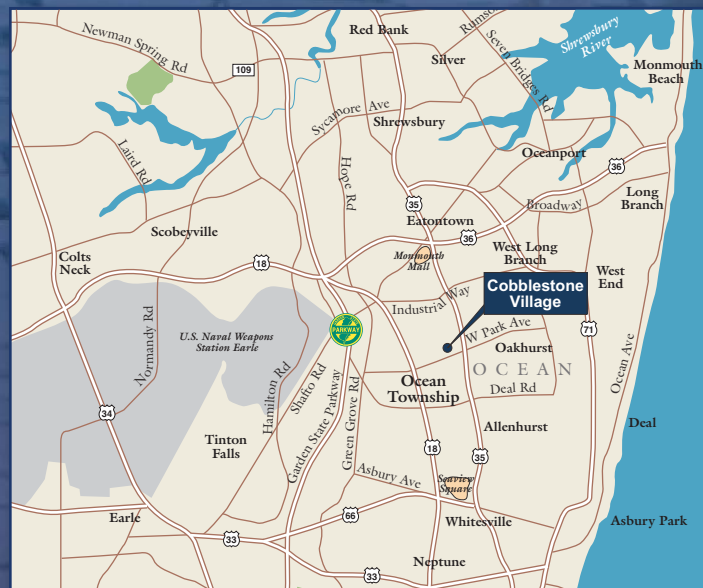 Newman Spring Rd
Red Bank
Rumso
Seven Bridges Rd
Shrewsbury
River
Monmouth
Beach
109
Silver
Sycamore Ave
Shrewsbury
Laird Rd
Hope Rd
Oceanport
36
35
Broadway
Long
Branch
Scobeyville
Eatontown
36
West Long
Branch
Monmouth
Mall
Colts
Neck
18
West
End
Cobblestone
Village
Industrial Way
Normandy Rd
U.S. Naval Weapons
Station Earle
PARKWAY
W Park Ave
71
Oakhurst
Ocean Ave
OCEAN
Hamilton Rd
Shafto Rd
Garden State Parkway
Green Grove Rd
Ocean
Township
Deal Rd
34
Allenhurst
Deal
Tinton
Falls
18
35
Asbury Ave
Seaview
Square
Earle
66
Whitesville
Asbury Park
33
Neptune
33